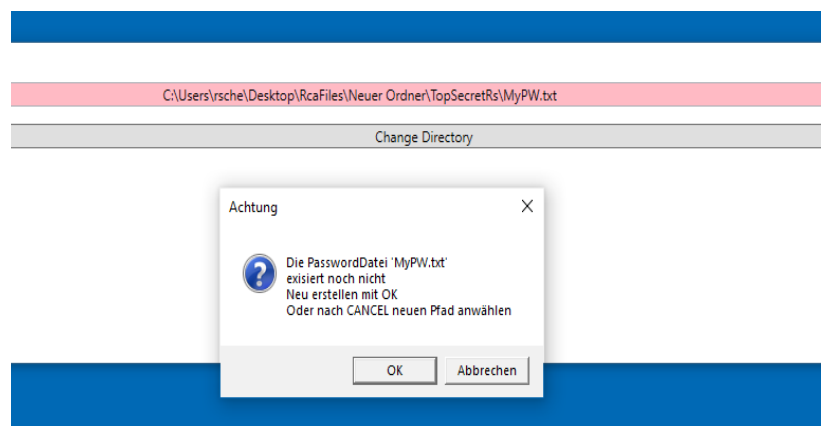 C:\Users\rsche\Desktop\RcaFiles\Neuer Ordner\TopSecretRs\MyPW.txt
Change Directory
Achtung
Die PasswordDatei 'MyPW.txt'
exisiert noch nicht
Neu erstellen mit OK
Oder nach CANCEL neuen Pfad anwählen
OK
Abbrechen